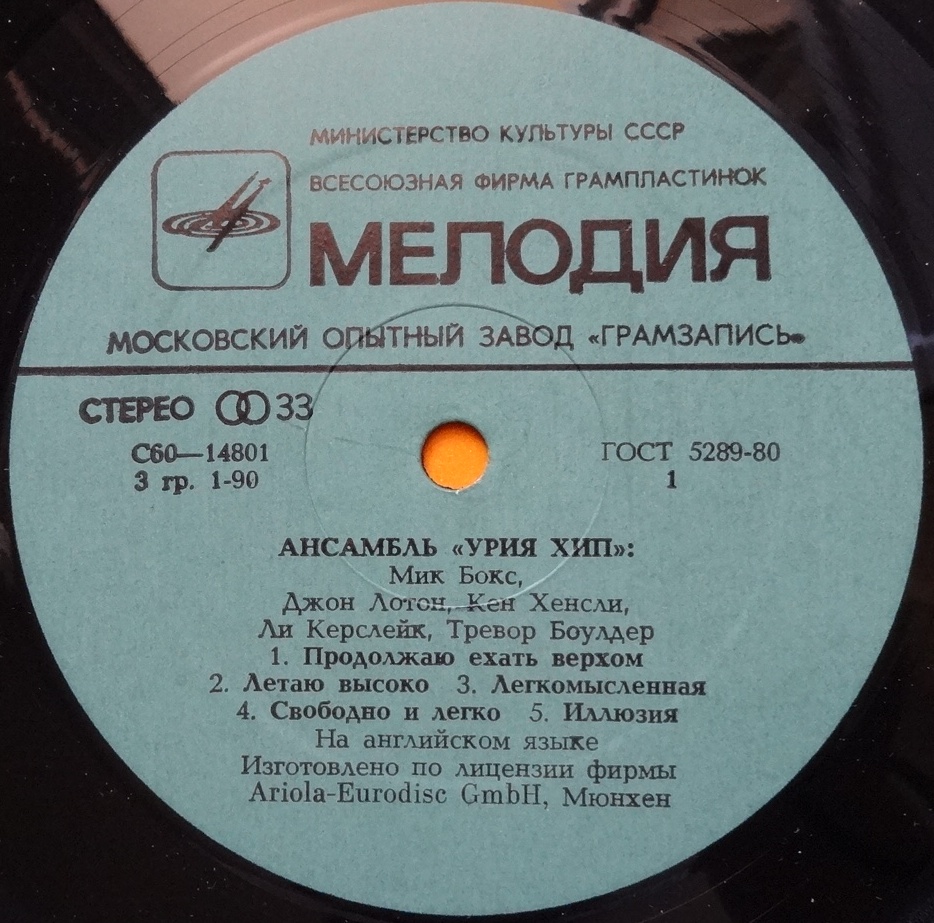 МИНИСТЕРСТВО КУЛЬТУРЫ СССР
ВСЕСОЮЗНАЯ ФИРМА ГРАМПЛАСТИНОК
МЕЛОДИЯ
МОСКОВСКИЙ ОПЫТНЫЙ ЗАВОД «ГРАМЗАПИСЬ»
СТЕРЕО 33
С60—14801
3 гр. 1-90
ГОСТ 5289-80
1
АНСАМБЛЬ «УРИЯ ХИП»:
Мик Бокс,
Джон Лотон, Кен Хенсли,
Ли Керслейк, Тревор Боулдер
1. Продолжаю ехать верхом
2. Летаю высоко 3. Легкомысленная
4. Свободно и легко 5. Иллюзия
На английском языке
Изготовлено по лицензии фирмы
Ariola-Eurodisc GmbH, Мюнхен